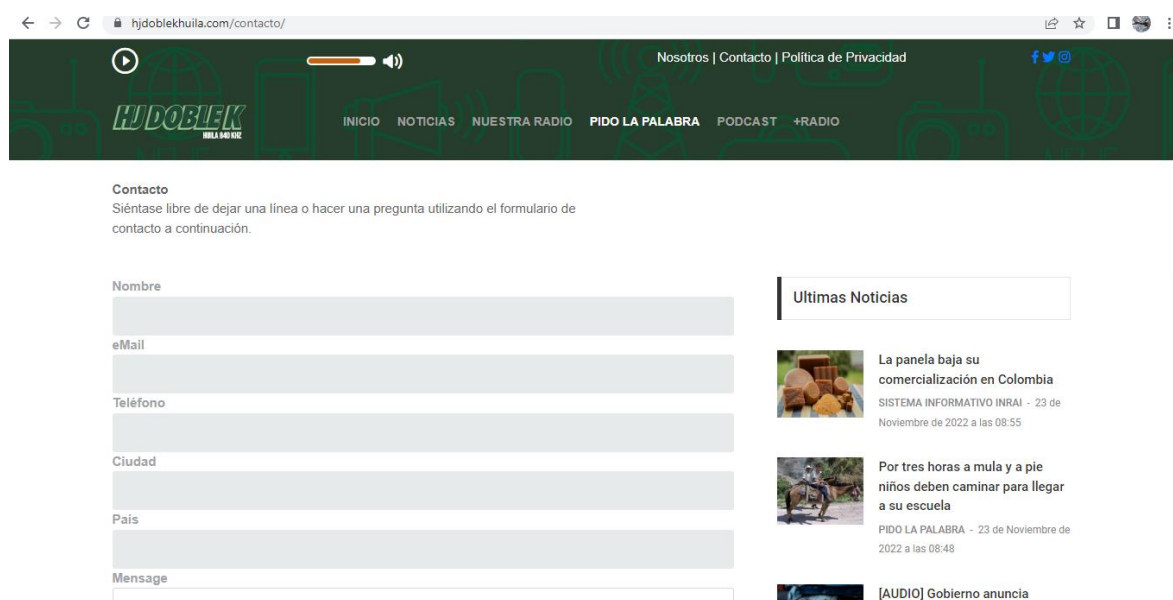 hjdoblekhuila.com/contacto/
Nosotros | Contacto | Política de Privacidad
HJ DOBLE K
HUILA 840 KHZ
INICIO NOTICIAS NUESTRA RADIO PIDO LA PALABRA PODCAST +RADIO
Contacto
Siéntase libre de dejar una línea o hacer una pregunta utilizando el formulario de
contacto a continuación.
Nombre
eMail
Teléfono
Ciudad
País
Mensage
Ultimas Noticias
La panela baja su
comercialización en Colombia
SISTEMA INFORMATIVO INRAI - 23 de
Noviembre de 2022 a las 08:55
Por tres horas a mula y a pie
niños deben caminar para llegar
a su escuela
PIDO LA PALABRA - 23 de Noviembre de
2022 a las 08:48
[AUDIO] Gobierno anuncia